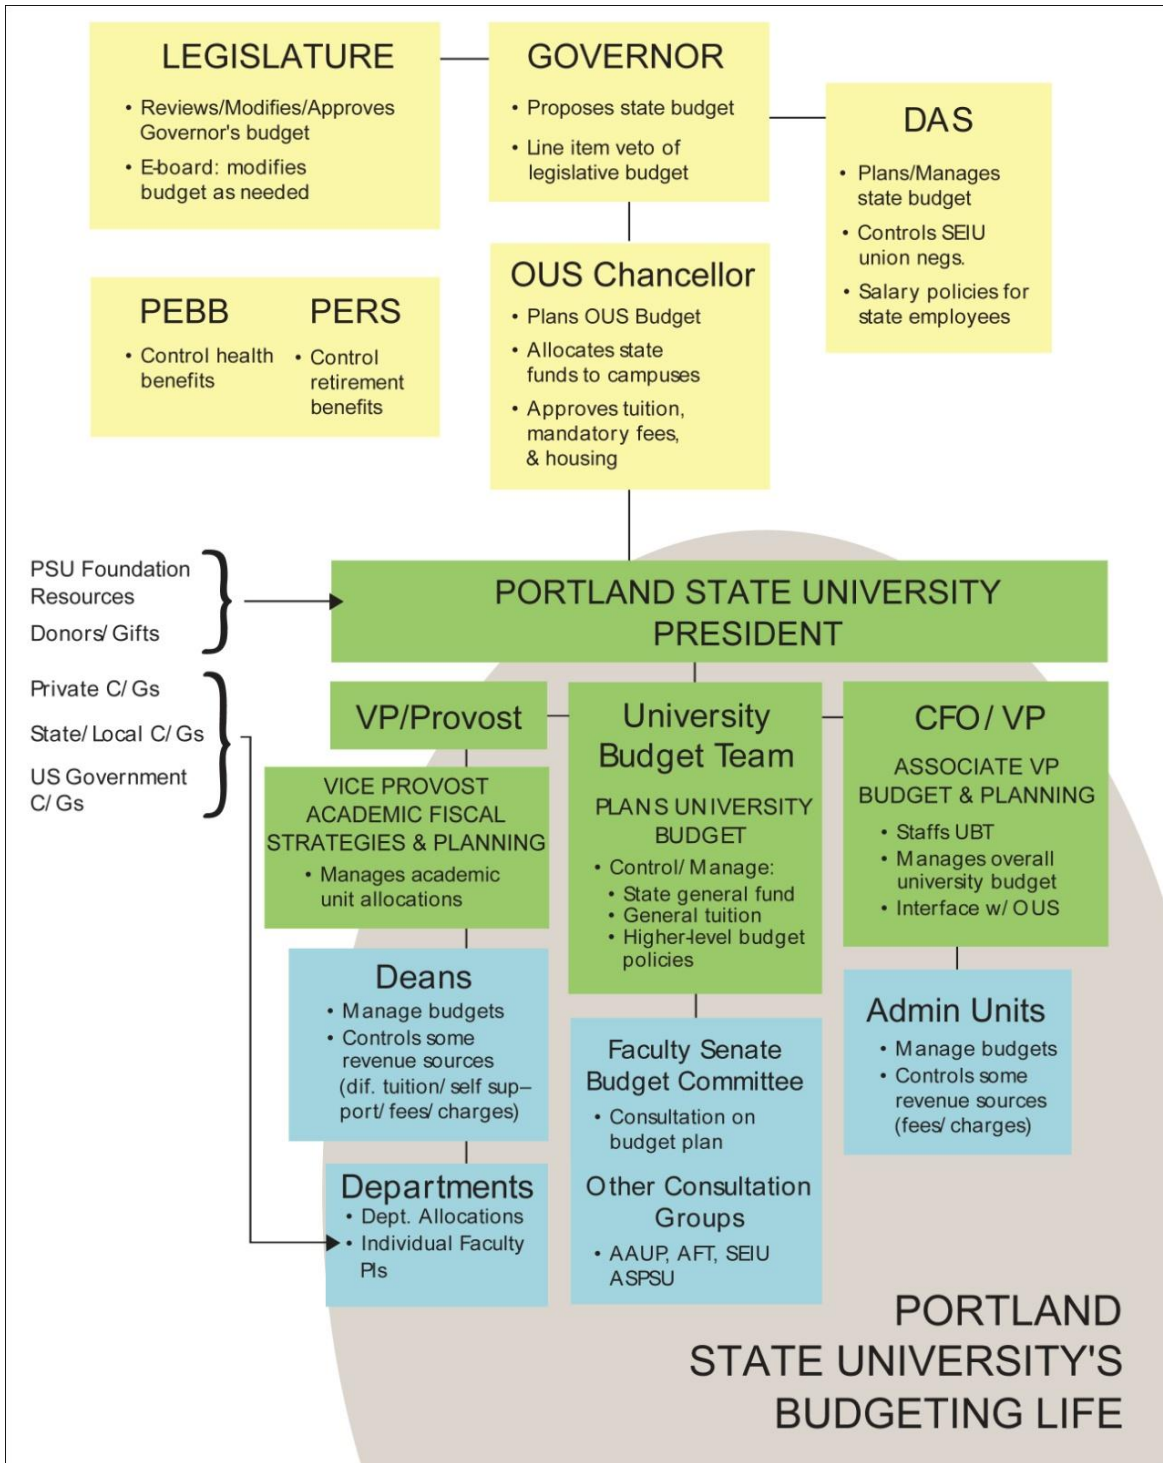 LEGISLATURE
• Reviews/Modifies/Approves
Governor's budget
• E-board: modifies
budget as needed
GOVERNOR
• Proposes state budget
• Line item veto of
legislative budget
DAS
• Plans/Manages
state budget
• Controls SEIU
union negs.
• Salary policies for
state employees
PEBB
• Control health
benefits
PERS
• Control
retirement
benefits
OUS Chancellor
• Plans OUS Budget
• Allocates state
funds to campuses
• Approves tuition,
mandatory fees,
& housing
PSU Foundation
Resources
Donors/ Gifts
Private C/ Gs
State/ Local C/ Gs
US Government
C/ Gs
PORTLAND STATE UNIVERSITY
PRESIDENT
VP/Provost
VICE PROVOST
ACADEMIC FISCAL
STRATEGIES & PLANNING
• Manages academic
unit allocations
University
Budget Team
PLANS UNIVERSITY
BUDGET
• Control/ Manage:
• State general fund
• General tuition
• Higher-level budget
policies
CFO/ VP
ASSOCIATE VP
BUDGET & PLANNING
• Staffs UBT
• Manages overall
university budget
• Interface w/ OUS
Deans
• Manage budgets
• Controls some
revenue sources
(dif. tuition/ self sup–
port/ fees/ charges)
Faculty Senate
Budget Committee
• Consultation on
budget plan
Other Consultation
Groups
• AAUP, AFT, SEIU
ASPSU
Admin Units
• Manage budgets
• Controls some
revenue sources
(fees/ charges)
Departments
• Dept. Allocations
• Individual Faculty
PIs
PORTLAND
STATE UNIVERSITY'S
BUDGETING LIFE